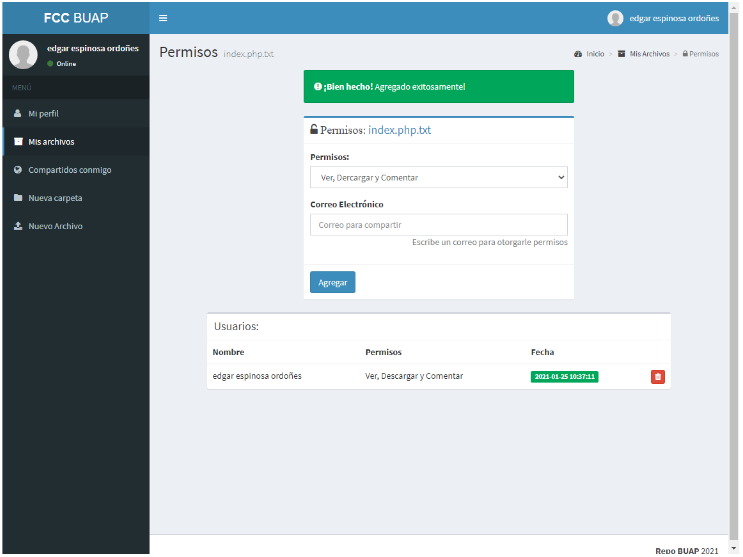 FCC BUAP
edgar espinosa ordoñes
edgar espinosa ordoñes
Online
MENÚ
Mi perfil
Mis archivos
Compartidos conmigo
Nueva carpeta
Nuevo Archivo
Permisos index.php.txt
Inicio > Mis Archivos > Permisos
¡Bien hecho! Agregado exitosamente!
Permisos: index.php.txt
Permisos:
Ver, Dercargar y Comentar
Correo Electrónico
Correo para compartir
Escribe un correo para otorgarle permisos
Agregar
Usuarios:
Nombre Permisos Fecha
edgar espinosa ordoñes Ver, Descargar y Comentar 2021-01-25 10:37:11
Repo BUAP 2021